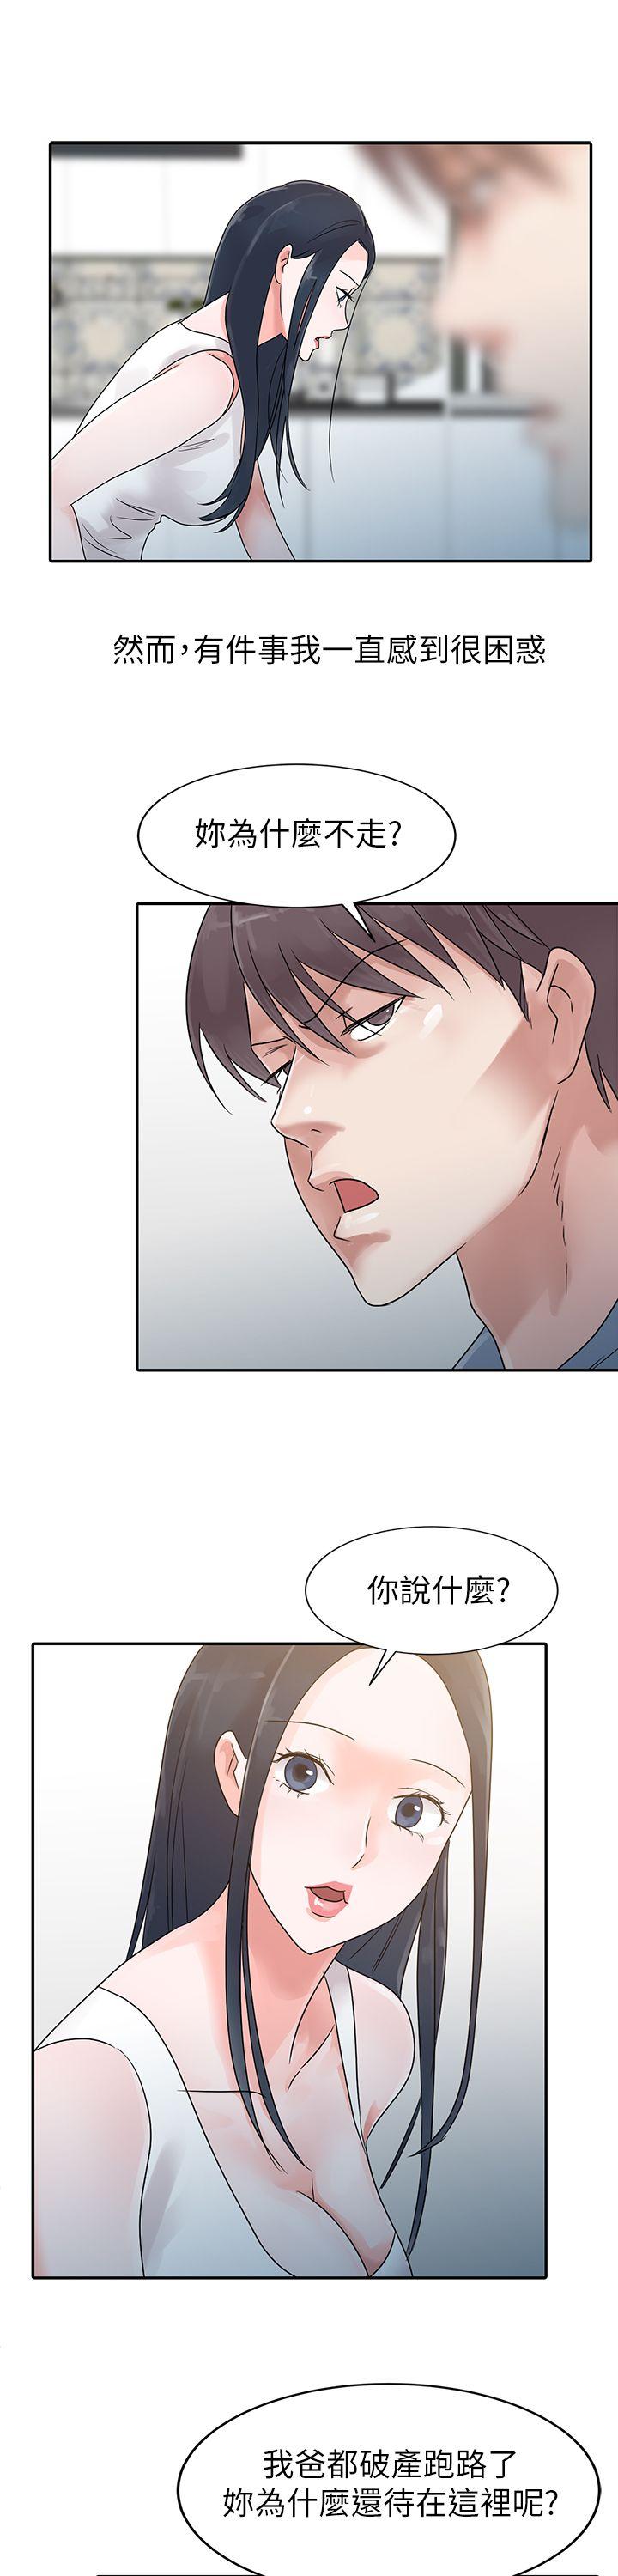 然而,有件事我一直感到很困惑
妳為什麼不走?
你說什麼?
我爸都破產跑路了
妳為什麼還待在這裡呢?